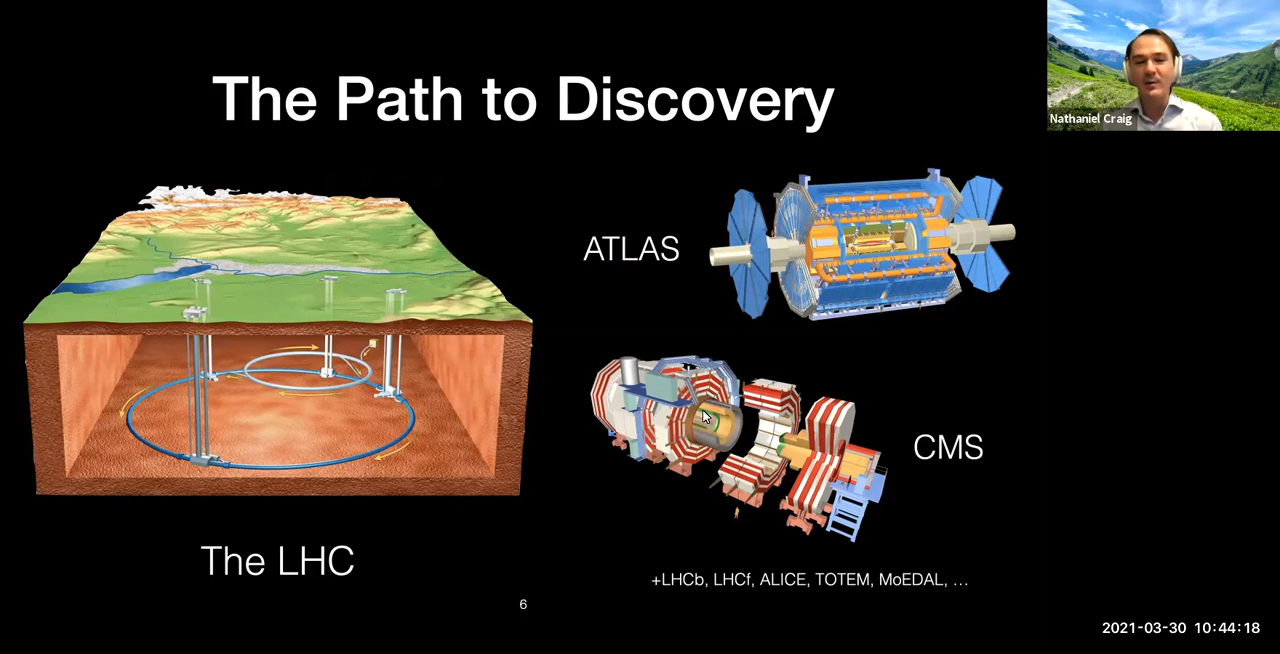 The Path to Discovery
Nathaniel Craig
ATLAS
CMS
The LHC
+LHCb, LHCf, ALICE, TOTEM, MoEDAL, …
6
2021-03-30 10:44:18